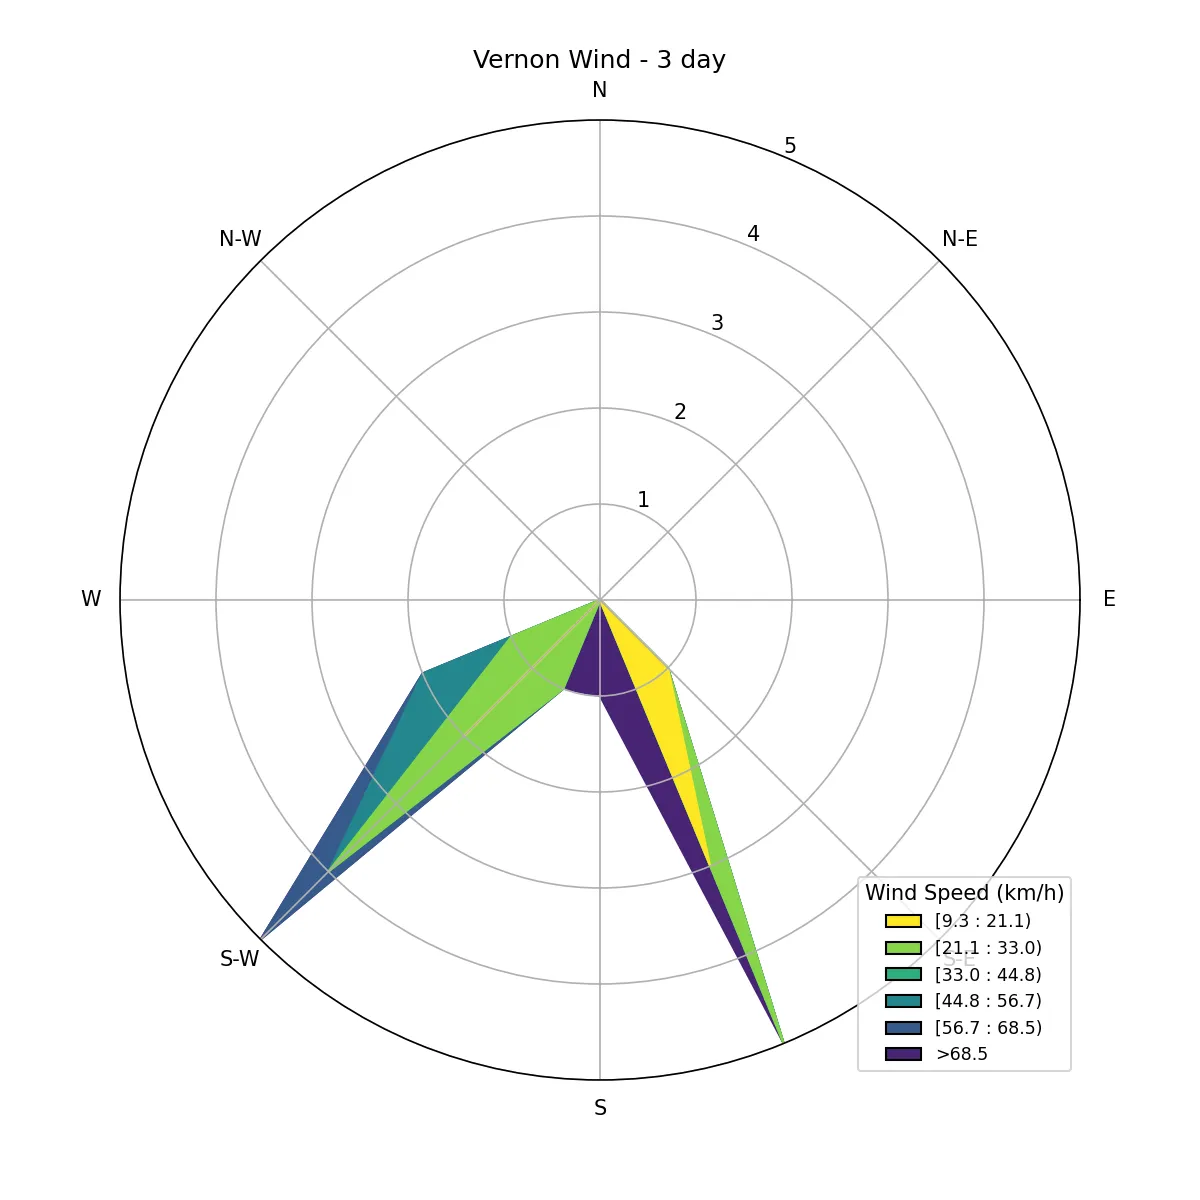 Vernon Wind - 3 day
N
5
N-W
N-E
4
3
2
1
W
E
Wind Speed (km/h)
[9.3 : 21.1)
[21.1 : 33.0)
S-W
S-E
[33.0 : 44.8)
[44.8 : 56.7)
[56.7 : 68.5)
>68.5
S